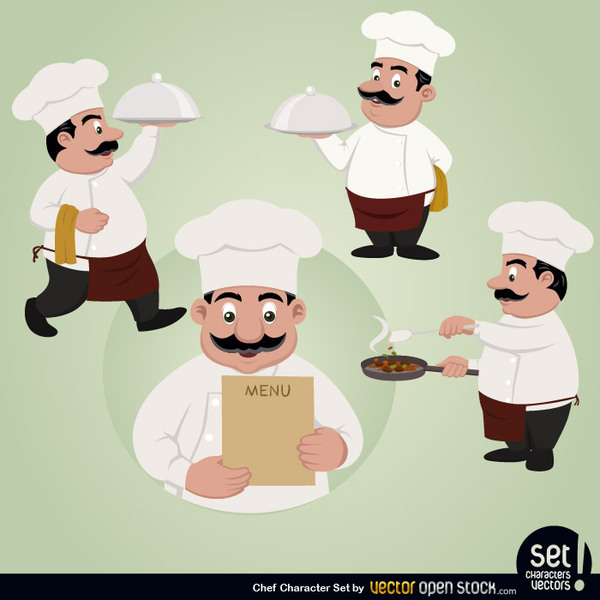 MENU
set
characters
vectors!
Chef Character Set by vector open stock.com